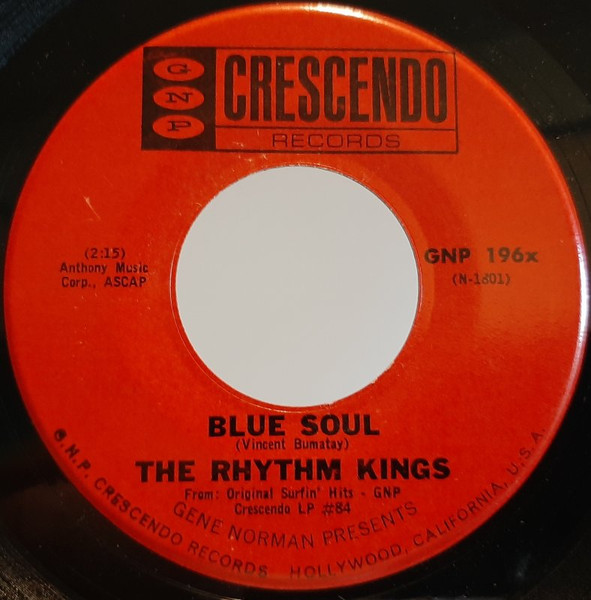 GNP
CRESCENDO
RECORDS
(2:15)
Anthony Music
Corp., ASCAP
GNP 196x
(N-1801)
BLUE SOUL
(Vincent Bumatay)
THE RHYTHM KINGS
From: Original Surfin' Hits - GNP
Crescendo LP #84
GENE NORMAN PRESENTS
G.N.P. CRESCENDO RECORDS, HOLLYWOOD, CALIFORNIA, U.S.A.